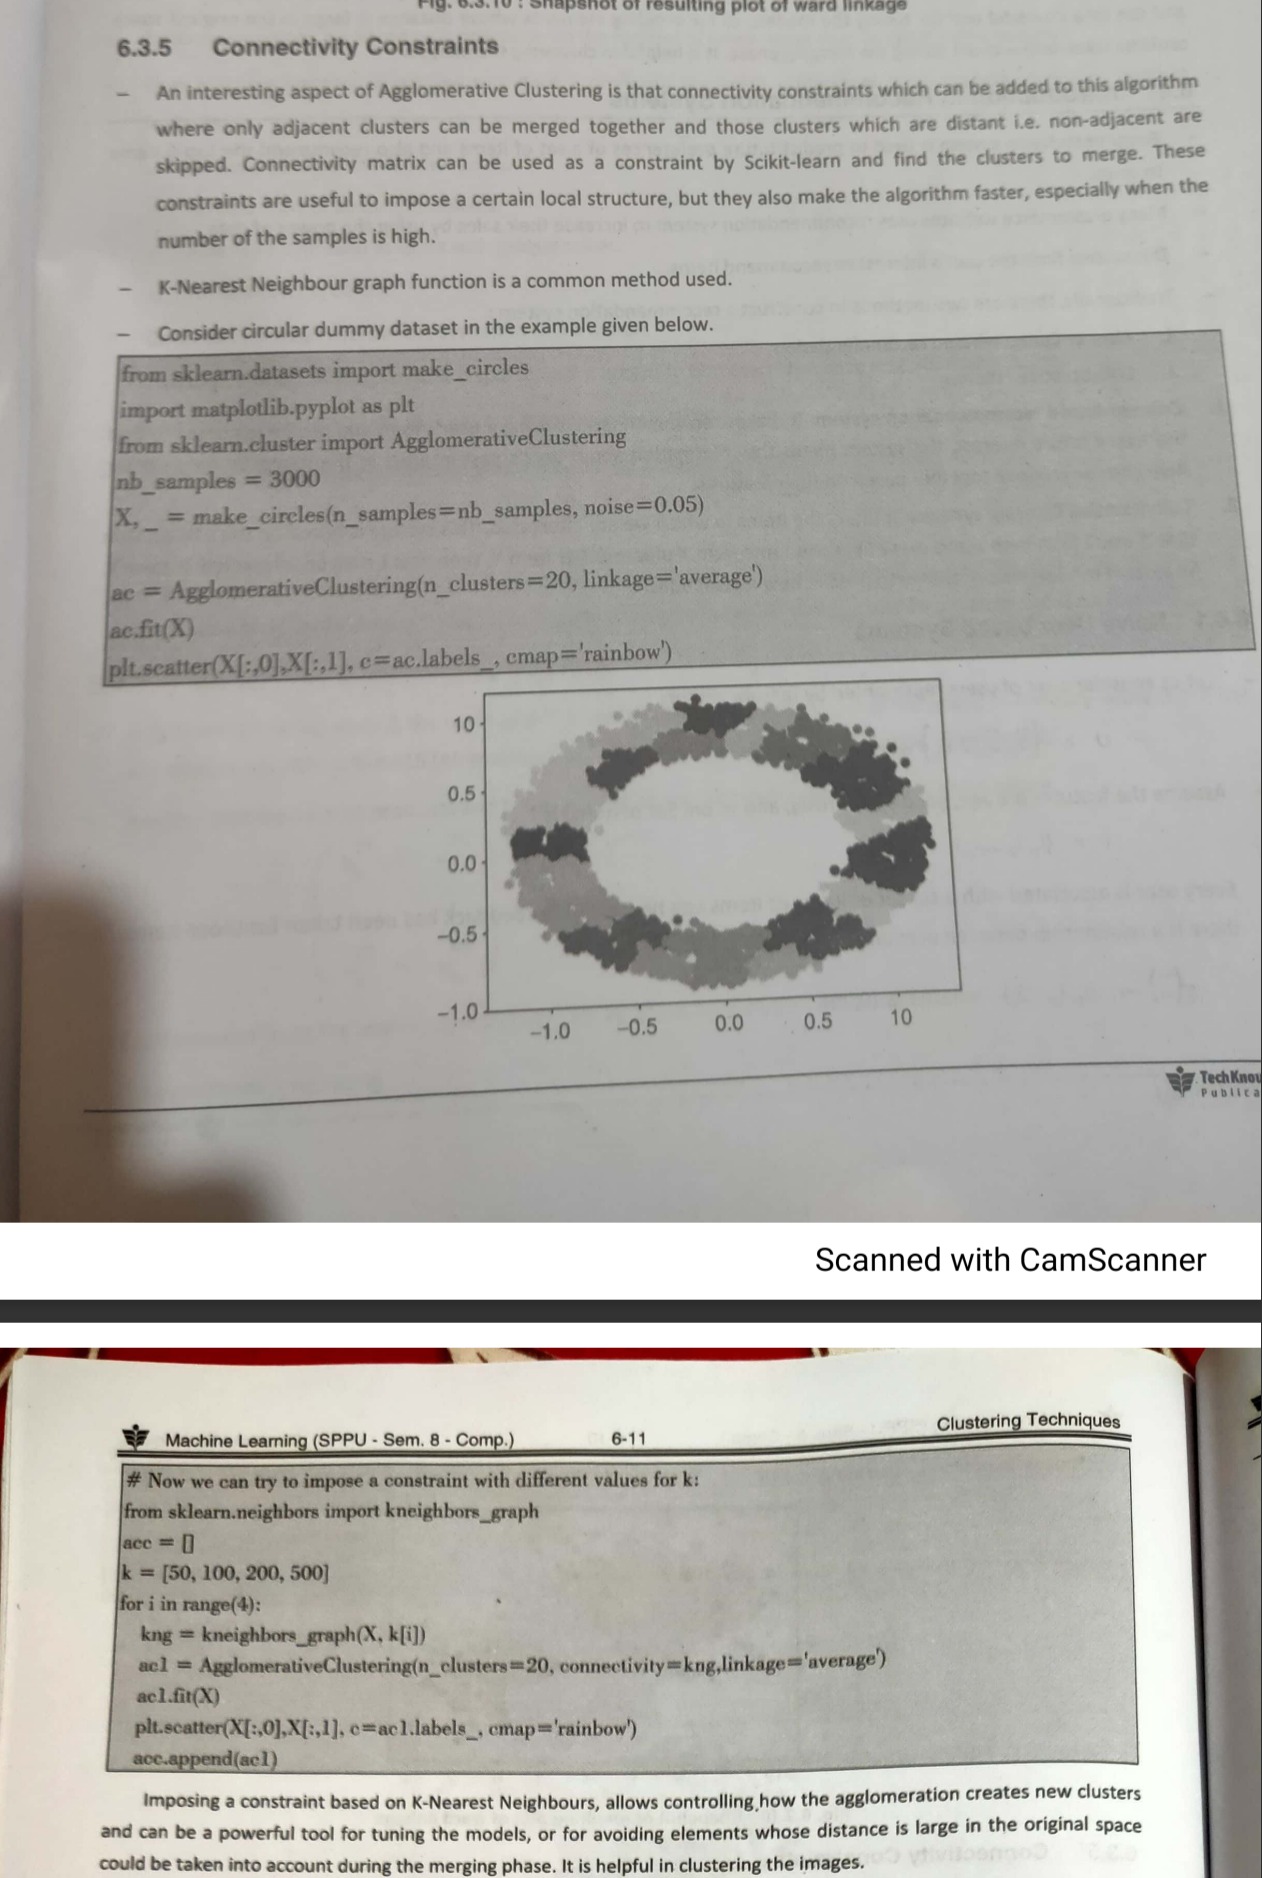 Fig. 6.3.10 : Snapshot of resulting plot of ward linkage
6.3.5 Connectivity Constraints
– An interesting aspect of Agglomerative Clustering is that connectivity constraints which can be added to this algorithm
where only adjacent clusters can be merged together and those clusters which are distant i.e. non-adjacent are
skipped. Connectivity matrix can be used as a constraint by Scikit-learn and find the clusters to merge. These
constraints are useful to impose a certain local structure, but they also make the algorithm faster, especially when the
number of the samples is high.
– K-Nearest Neighbour graph function is a common method used.
– Consider circular dummy dataset in the example given below.
from sklearn.datasets import make_circles
import matplotlib.pyplot as plt
from sklearn.cluster import AgglomerativeClustering
nb_samples = 3000
X, _ = make_circles(n_samples=nb_samples, noise=0.05)
ac = AgglomerativeClustering(n_clusters=20, linkage='average')
ac.fit(X)
plt.scatter(X[:,0],X[:,1], c=ac.labels_, cmap='rainbow')
10
0.5
0.0
–0.5
–1.0
–1.0 –0.5 0.0 0.5 10
TechKnow
Publica
Scanned with CamScanner
Machine Learning (SPPU - Sem. 8 - Comp.) 6-11 Clustering Techniques
# Now we can try to impose a constraint with different values for k:
from sklearn.neighbors import kneighbors_graph
acc = []
k = [50, 100, 200, 500]
for i in range(4):
kng = kneighbors_graph(X, k[i])
ac1 = AgglomerativeClustering(n_clusters=20, connectivity=kng,linkage='average')
ac1.fit(X)
plt.scatter(X[:,0],X[:,1], c=ac1.labels_, cmap='rainbow')
acc.append(ac1)
Imposing a constraint based on K-Nearest Neighbours, allows controlling how the agglomeration creates new clusters
and can be a powerful tool for tuning the models, or for avoiding elements whose distance is large in the original space
could be taken into account during the merging phase. It is helpful in clustering the images.